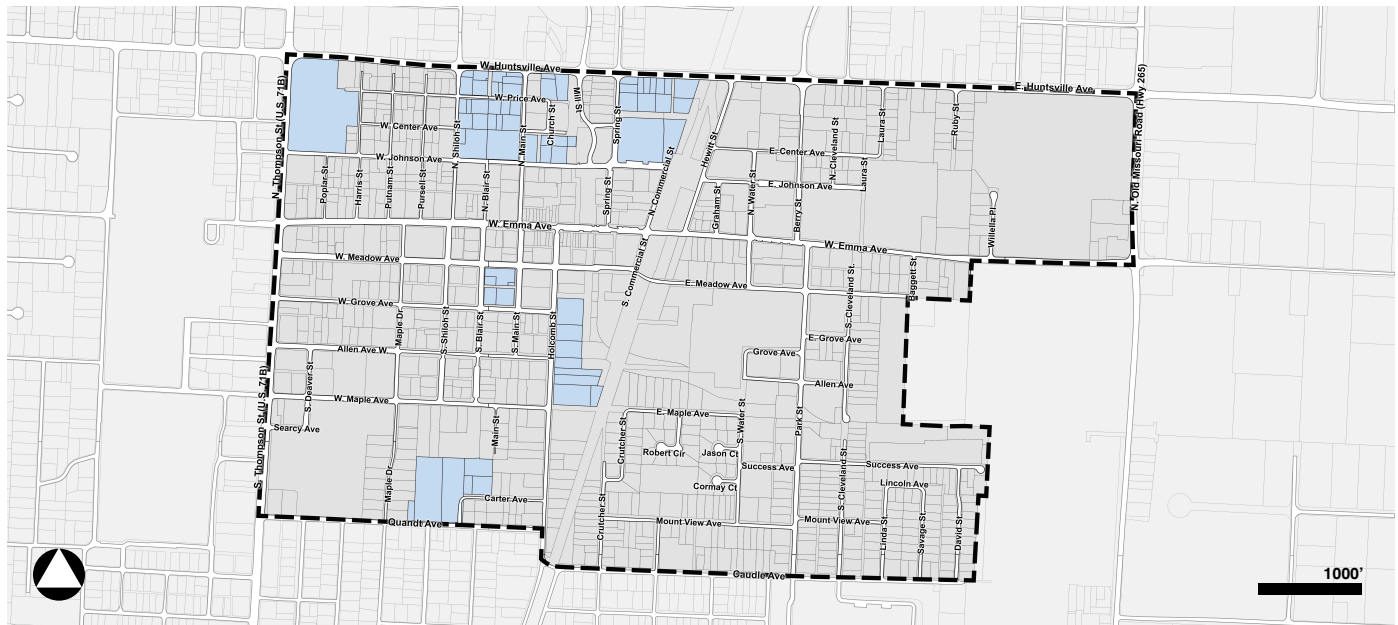 W. Huntsville Ave
E. Huntsville Ave
N. Thompson St (U.S. 71B)
N. Old Missouri Road (Hwy 265)
W. Price Ave
Mill St
Church St
Spring St
W. Center Ave
N. Shiloh St
N. Main St
Hewitt St
E. Center Ave
N. Cleveland St
Laura St
Ruby St
W. Johnson Ave
Poplar St
Harris St
Putnam St
Pursell St
N. Blair St
Spring St
N. Commercial St
Graham St
N. Water St
E. Johnson Ave
Berry St
Laura St
Willella Pl
W. Emma Ave
W. Emma Ave
W. Meadow Ave
S. Commercial St
E. Meadow Ave
S. Cleveland St
Baggett St
W. Grove Ave
Maple Dr
S. Shiloh St
S. Blair St
S. Main St
Holcomb St
E. Grove Ave
Allen Ave W
Grove Ave
S. Thompson St (U.S. 71B)
S. Deaver St
Allen Ave
W. Maple Ave
E. Maple Ave
S. Water St
Park St
Searcy Ave
Main St
Crutcher St
Robert Cir
Jason Ct
Success Ave
Success Ave
Maple Dr
S. Cleveland St
Cormay Ct
Lincoln Ave
Carter Ave
Crutcher St
Quandt Ave
Mount View Ave
Mount View Ave
Linda St
Savage St
David St
Caudle Ave
1000’